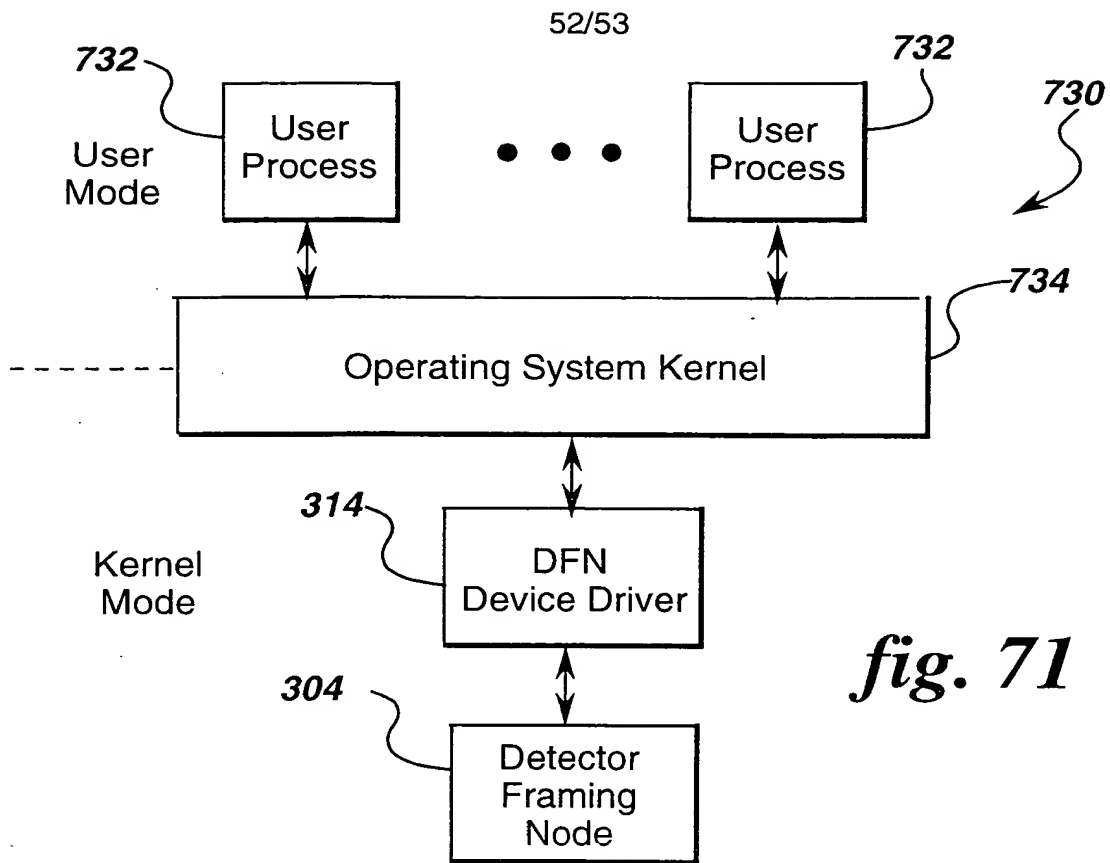 52/53
732
732
730
User
Process
User
Process
User
Mode
734
Operating System Kernel
314
DFN
Device Driver
Kernel
Mode
fig. 71
304
Detector
Framing
Node